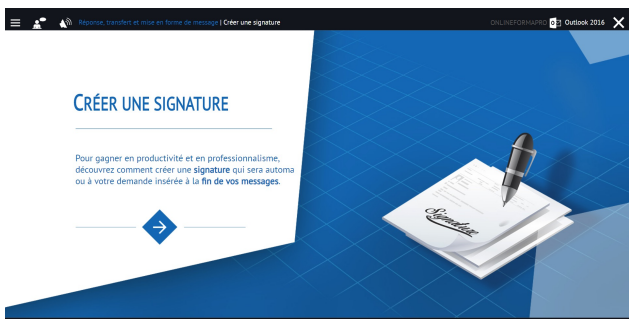 Réponse, transfert et mise en forme de message | Créer une signature
ONLINEFORMAPRO Outlook 2016
CRÉER UNE SIGNATURE
Pour gagner en productivité et en professionnalisme,
découvrez comment créer une signature qui sera automa
ou à votre demande insérée à la fin de vos messages.
Signature